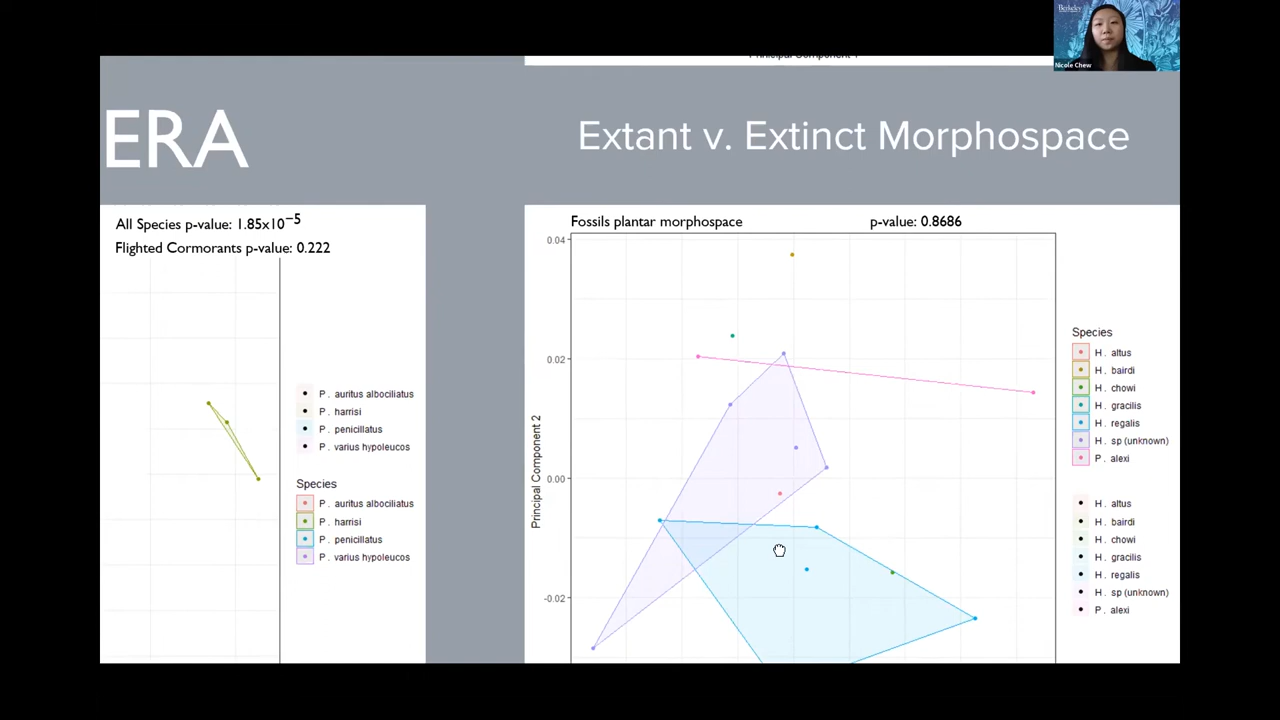 Berkeley
Nicole Chew
ERA
Extant v. Extinct Morphospace
All Species p-value: 1.85x10⁻⁵
Flighted Cormorants p-value: 0.222
P. auritus albociliatus
P. harrisi
P. penicillatus
P. varius hypoleucos
Species
P. auritus albociliatus
P. harrisi
P. penicillatus
P. varius hypoleucos
Fossils plantar morphospace p-value: 0.8686
0.04
0.02
0.00
-0.02
Principal Component 2
Species
H. altus
H. bairdi
H. chowi
H. gracilis
H. regalis
H. sp (unknown)
P. alexi
H. altus
H. bairdi
H. chowi
H. gracilis
H. regalis
H. sp (unknown)
P. alexi